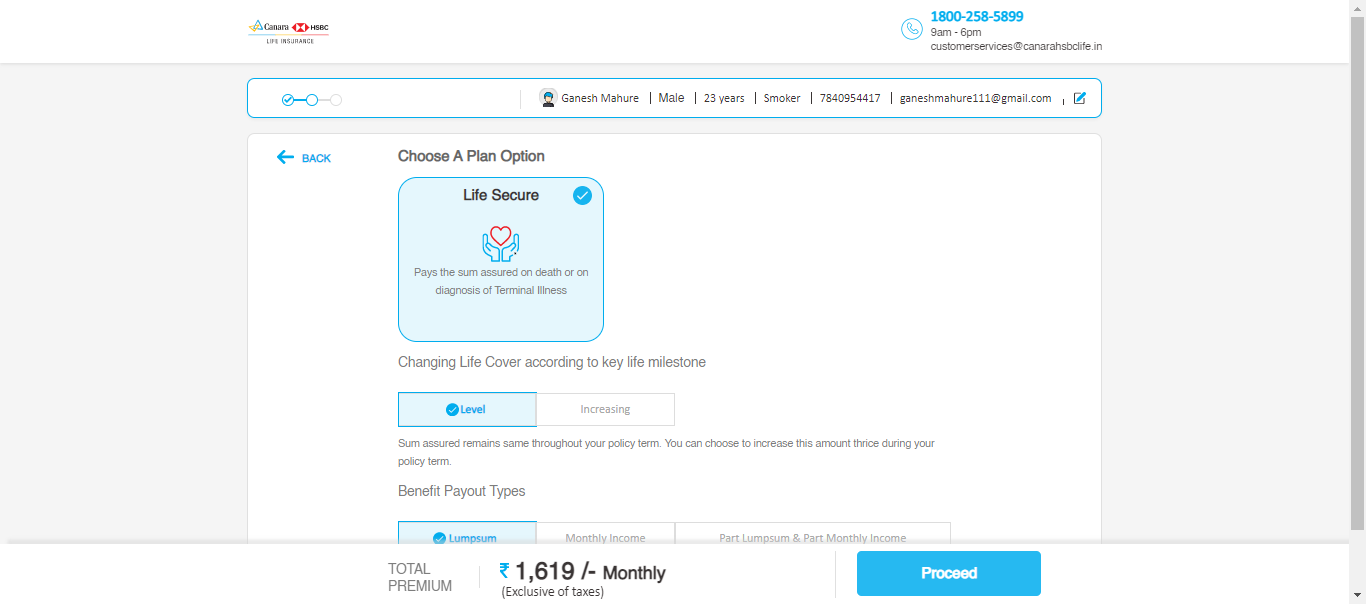 Canara HSBC
LIFE INSURANCE
1800-258-5899
9am - 6pm
customerservices@canarahsbclife.in
Ganesh Mahure | Male | 23 years | Smoker | 7840954417 | ganeshmahure111@gmail.com
BACK
Choose A Plan Option
Life Secure
Pays the sum assured on death or on
diagnosis of Terminal Illness
Changing Life Cover according to key life milestone
Level
Increasing
Sum assured remains same throughout your policy term. You can choose to increase this amount thrice during your
policy term.
Benefit Payout Types
Lumpsum
Monthly Income
Part Lumpsum & Part Monthly Income
TOTAL
PREMIUM
₹ 1,619 /- Monthly
(Exclusive of taxes)
Proceed